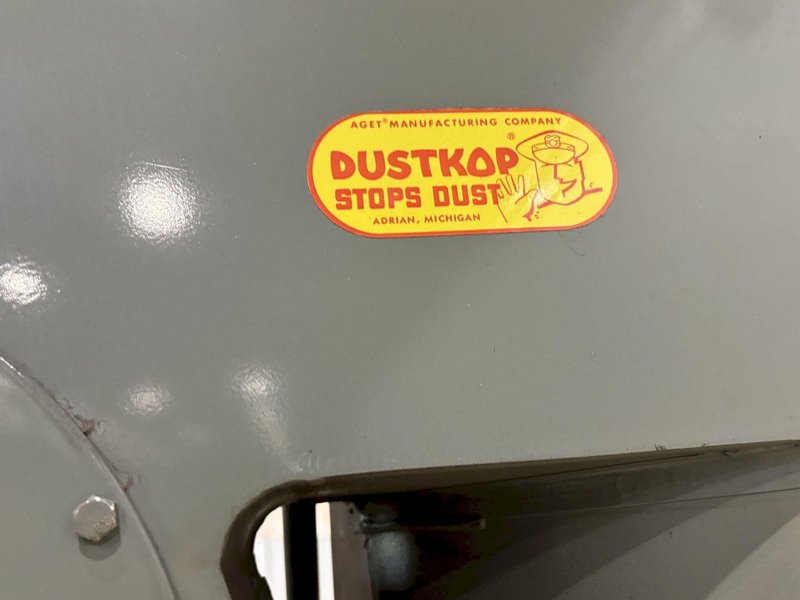 AGET® MANUFACTURING COMPANY
DUSTKOP®
STOPS DUST
ADRIAN, MICHIGAN